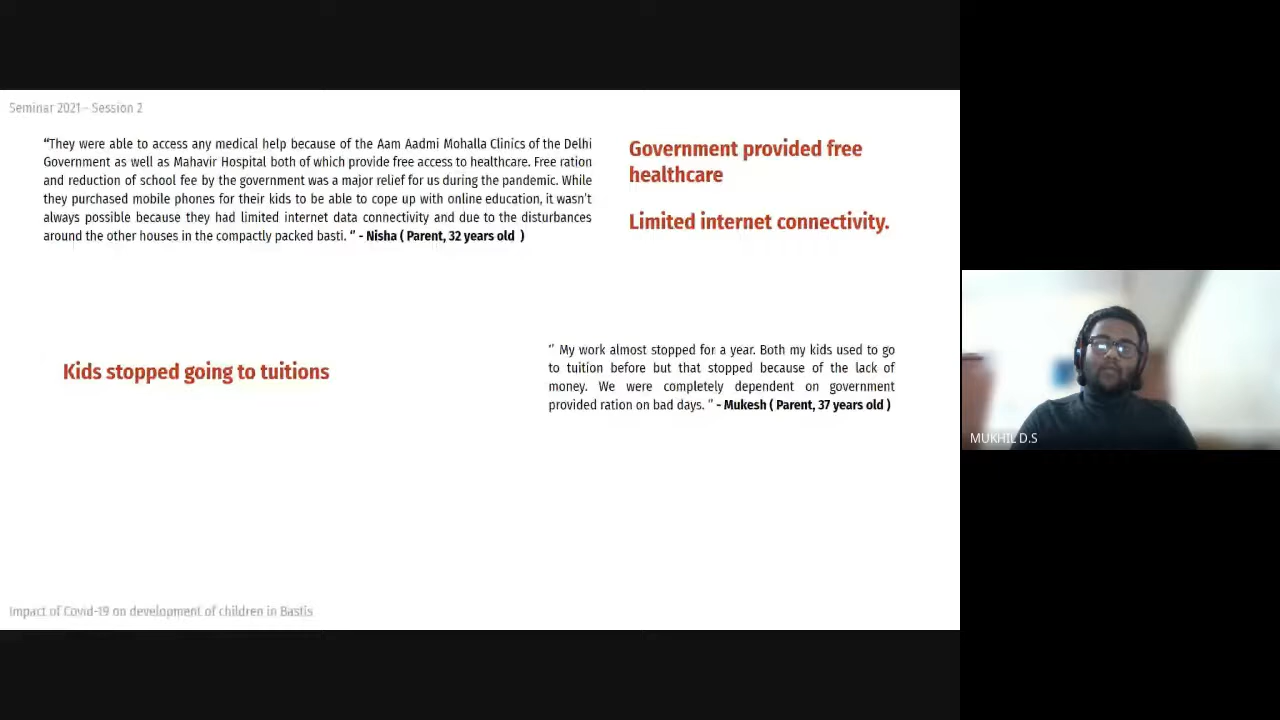 Seminar 2021 - Session 2
“They were able to access any medical help because of the Aam Aadmi Mohalla Clinics of the Delhi
Government as well as Mahavir Hospital both of which provide free access to healthcare. Free ration
and reduction of school fee by the government was a major relief for us during the pandemic. While
they purchased mobile phones for their kids to be able to cope up with online education, it wasn’t
always possible because they had limited internet data connectivity and due to the disturbances
around the other houses in the compactly packed basti. “ - Nisha ( Parent, 32 years old )
Government provided free
healthcare
Limited internet connectivity.
Kids stopped going to tuitions
“ My work almost stopped for a year. Both my kids used to go
to tuition before but that stopped because of the lack of
money. We were completely dependent on government
provided ration on bad days. ” - Mukesh ( Parent, 37 years old )
MUKHIL D.S
Impact of Covid-19 on development of children in Bastis